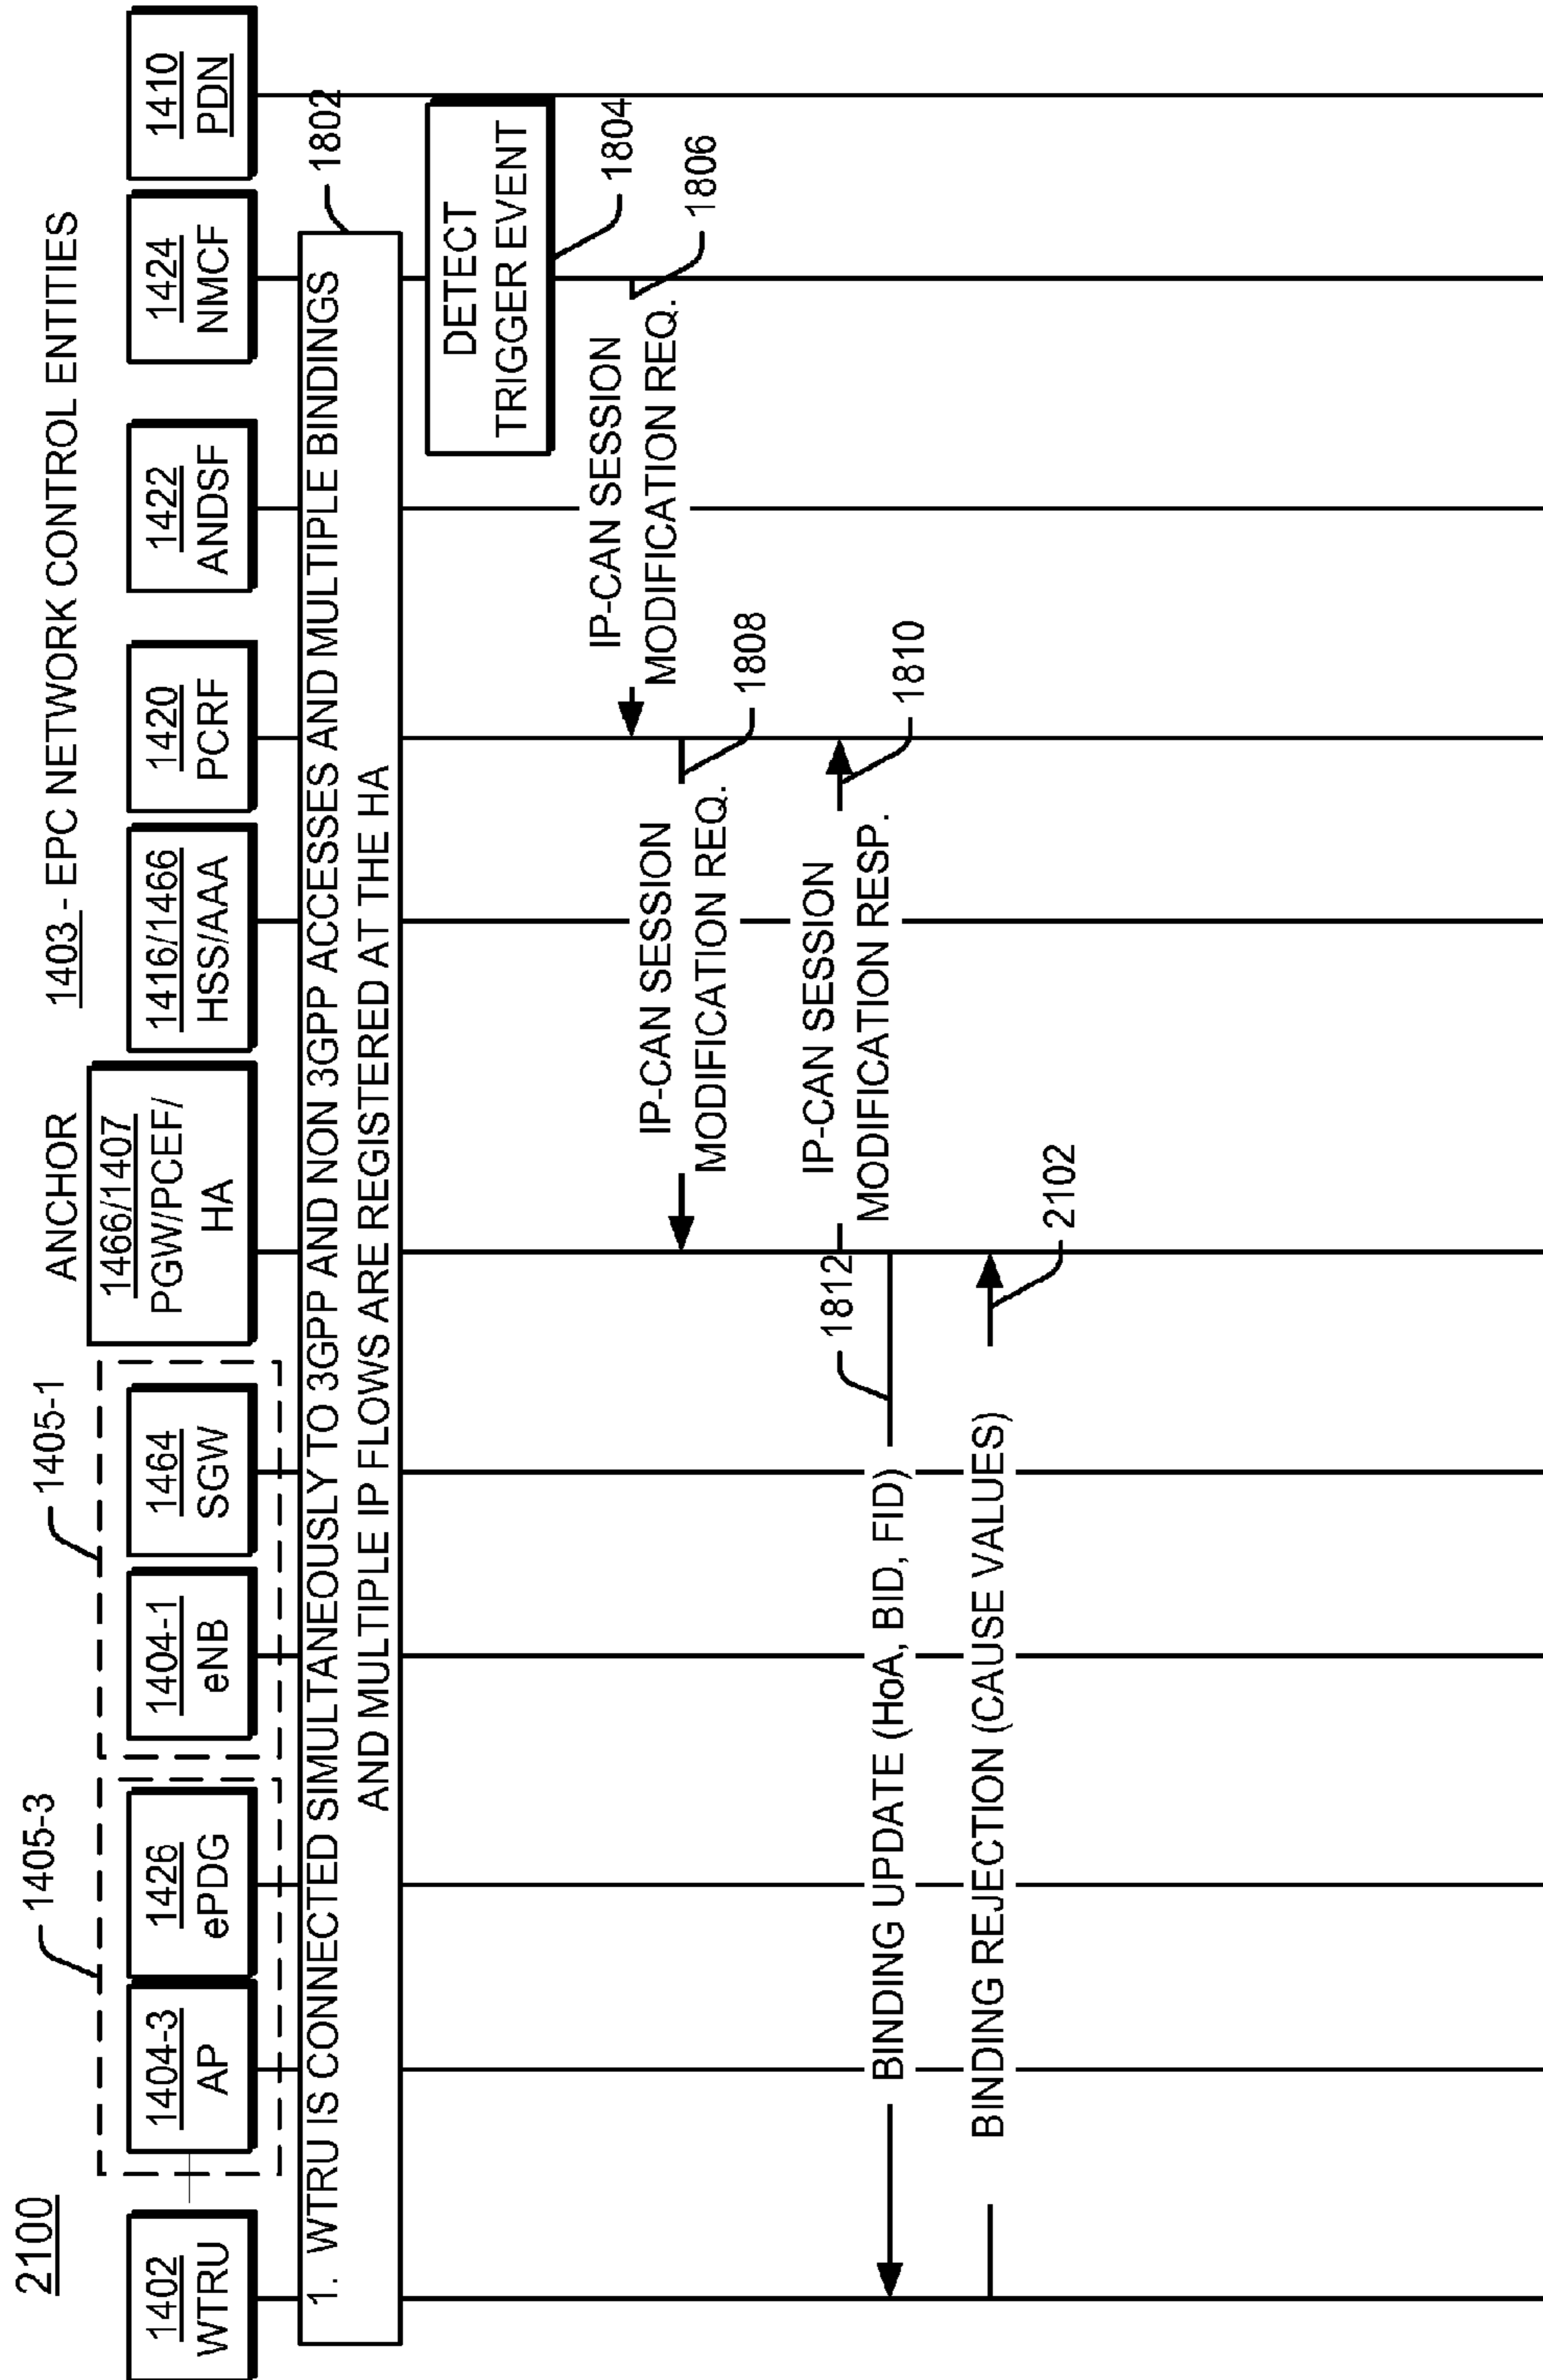 2100
1405-3
1405-1
ANCHOR
1403 - EPC NETWORK CONTROL ENTITIES
1402
WTRU
1404-3
AP
1426
ePDG
1404-1
eNB
1464
SGW
1466/1407
PGW/PCEF/
HA
1416/1466
HSS/AAA
1420
PCRF
1422
ANDSF
1424
NMCF
1410
PDN
1. WTRU IS CONNECTED SIMULTANEOUSLY TO 3GPP AND NON 3GPP ACCESSES AND MULTIPLE BINDINGS
AND MULTIPLE IP FLOWS ARE REGISTERED AT THE HA
1802
DETECT
TRIGGER EVENT
1804
IP-CAN SESSION
MODIFICATION REQ.
1806
IP-CAN SESSION
MODIFICATION REQ.
1808
IP-CAN SESSION
MODIFICATION RESP.
1810
1812
BINDING UPDATE (HoA, BID, FID)
BINDING REJECTION (CAUSE VALUES)
2102